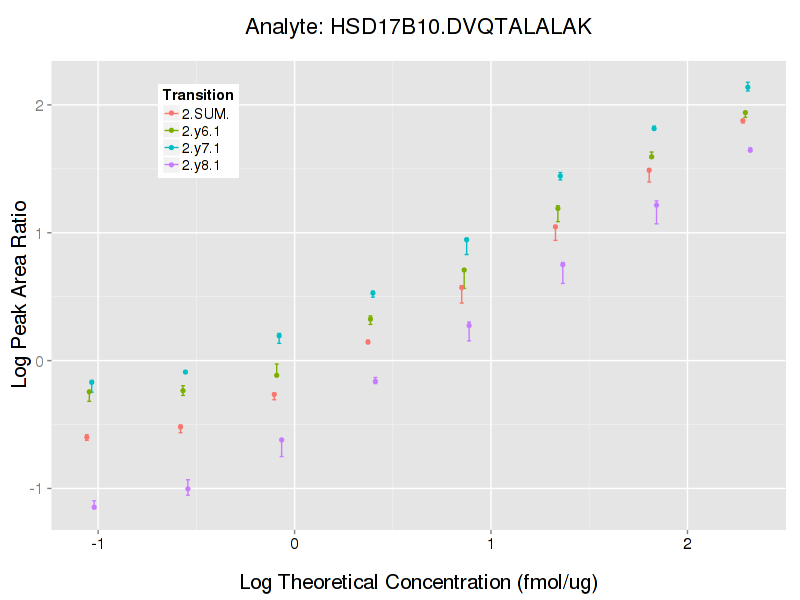 Analyte: HSD17B10.DVQTALALAK
Transition
2.SUM.
2.y6.1
2.y7.1
2.y8.1
Log Peak Area Ratio
2
1
0
-1
-1
0
1
2
Log Theoretical Concentration (fmol/ug)